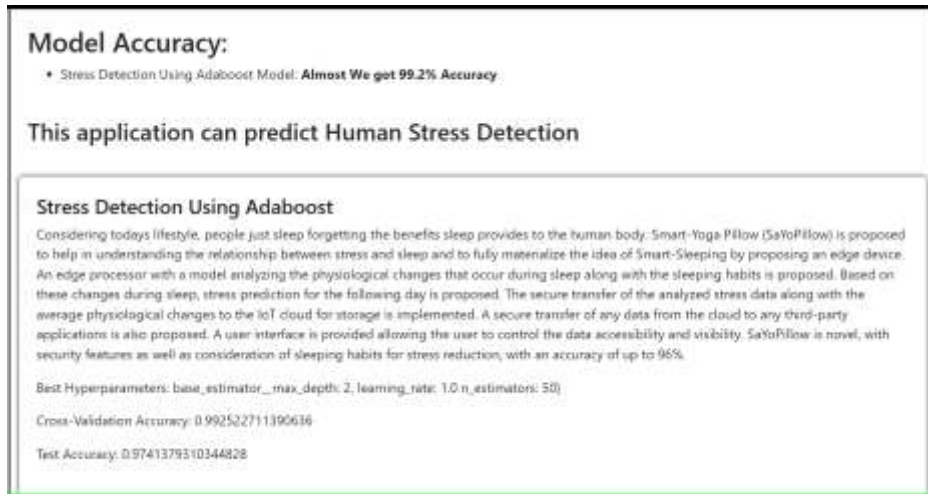 Model Accuracy:
• Stress Detection Using Adaboost Model: Almost We got 99.2% Accuracy
This application can predict Human Stress Detection
Stress Detection Using Adaboost
Considering todays lifestyle, people just sleep forgetting the benefits sleep provides to the human body. Smart-Yoga Pillow (SaYoPillow) is proposed
to help in understanding the relationship between stress and sleep and to fully materialize the idea of Smart-Sleeping by proposing an edge device.
An edge processor with a model analyzing the physiological changes that occur during sleep along with the sleeping habits is proposed. Based on
these changes during sleep, stress prediction for the following day is proposed. The secure transfer of the analyzed stress data along with the
average physiological changes to the IoT cloud for storage is implemented. A secure transfer of any data from the cloud to any third-party
applications is also proposed. A user interface is provided allowing the user to control the data accessibility and visibility. SaYoPillow is novel, with
security features as well as consideration of sleeping habits for stress reduction, with an accuracy of up to 96%.
Best Hyperparameters: base_estimator__max_depth: 2, learning_rate: 1.0 n_estimators: 50}
Cross-Validation Accuracy: 0.992522711390636
Test Accuracy: 0.9741379310344828